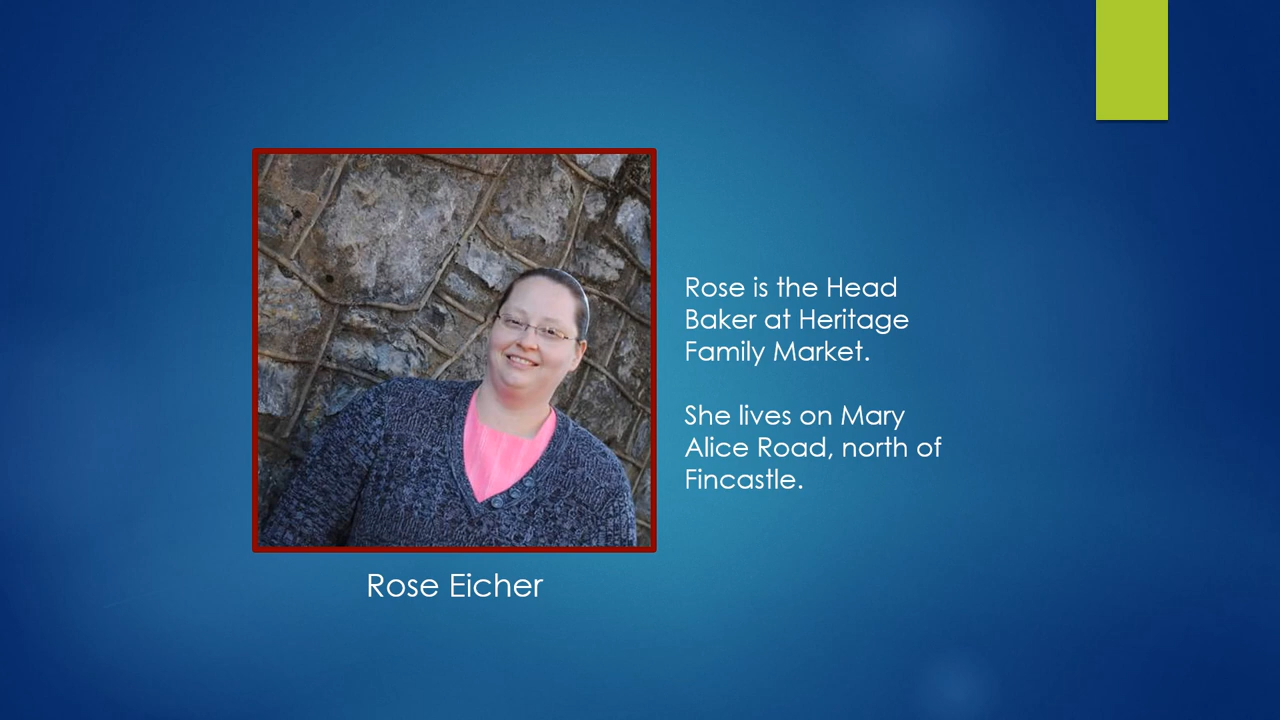 Rose is the Head
Baker at Heritage
Family Market.
She lives on Mary
Alice Road, north of
Fincastle.
Rose Eicher